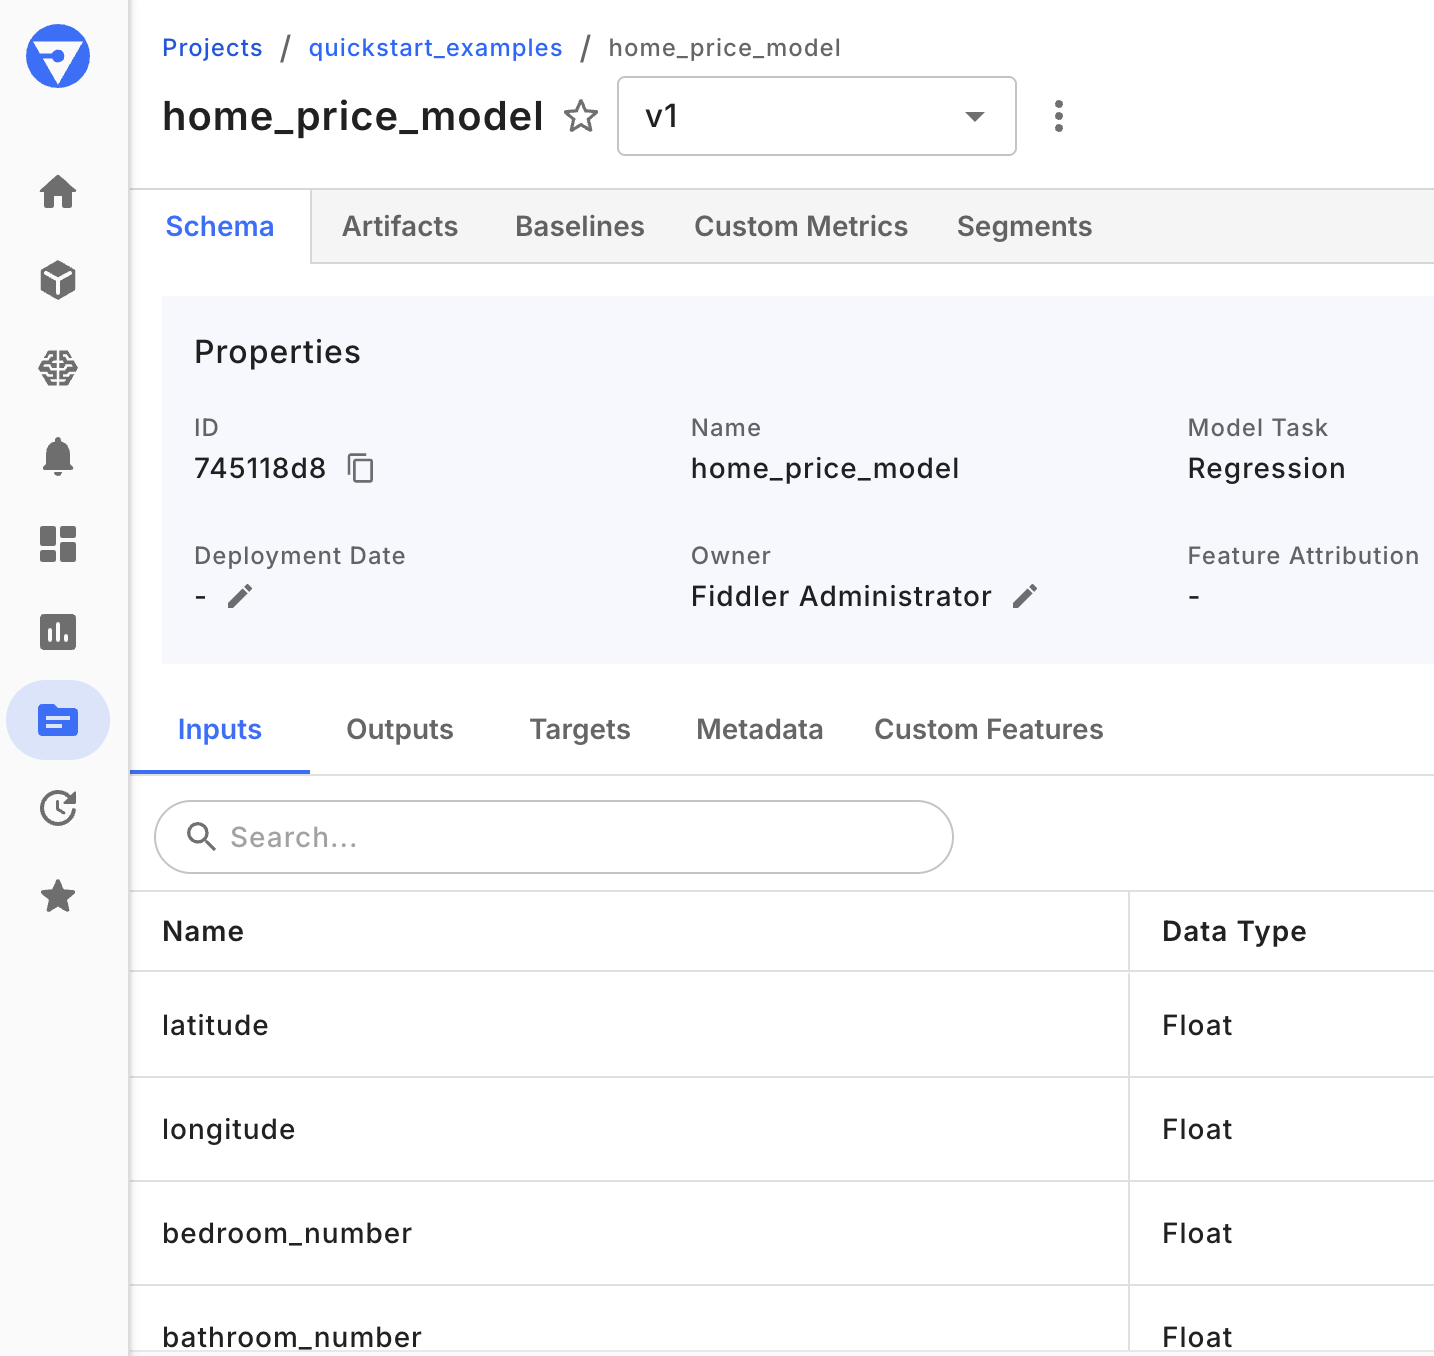 Projects / quickstart_examples / home_price_model
home_price_model v1
Schema Artifacts Baselines Custom Metrics Segments
Properties
ID Name Model Task
745118d8 home_price_model Regression
Deployment Date Owner Feature Attribution
- Fiddler Administrator -
Inputs Outputs Targets Metadata Custom Features
Search...
Name Data Type
latitude Float
longitude Float
bedroom_number Float
bathroom_number Float